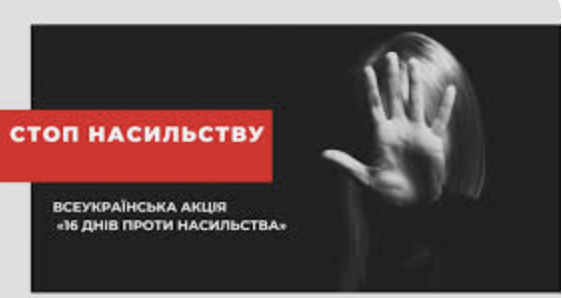 СТОП НАСИЛЬСТВУ
ВСЕУКРАЇНСЬКА АКЦІЯ
«16 ДНІВ ПРОТИ НАСИЛЬСТВА»